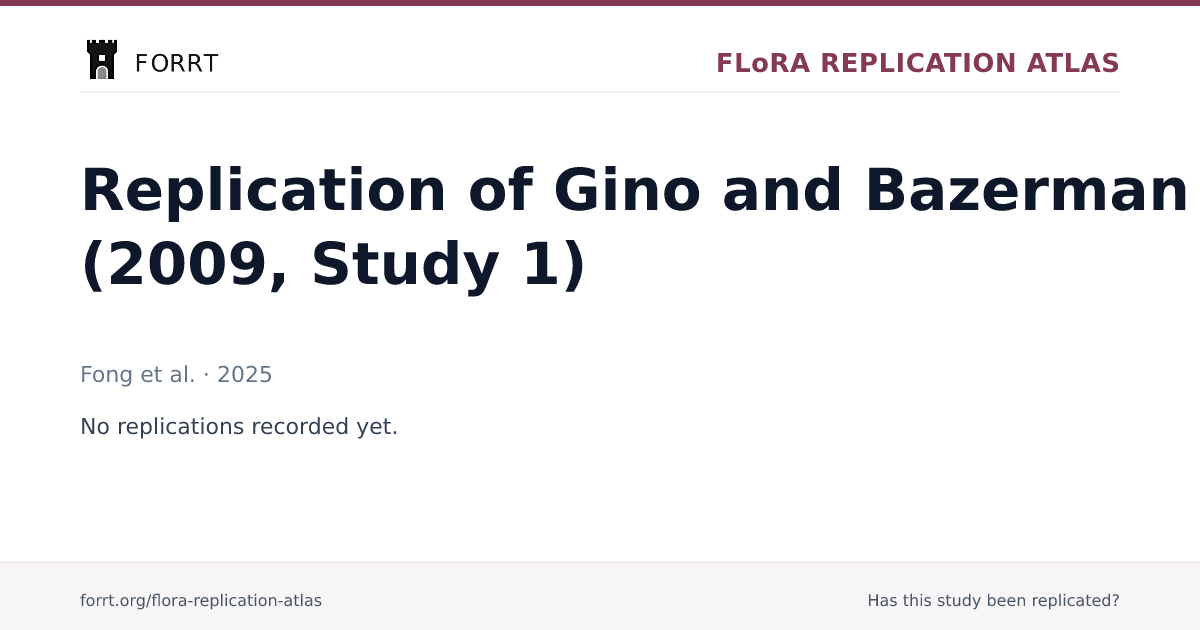 FORRT
FLoRA REPLICATION ATLAS
Replication of Gino and Bazerman
(2009, Study 1)
Fong et al. · 2025
No replications recorded yet.
forrt.org/flora-replication-atlas
Has this study been replicated?